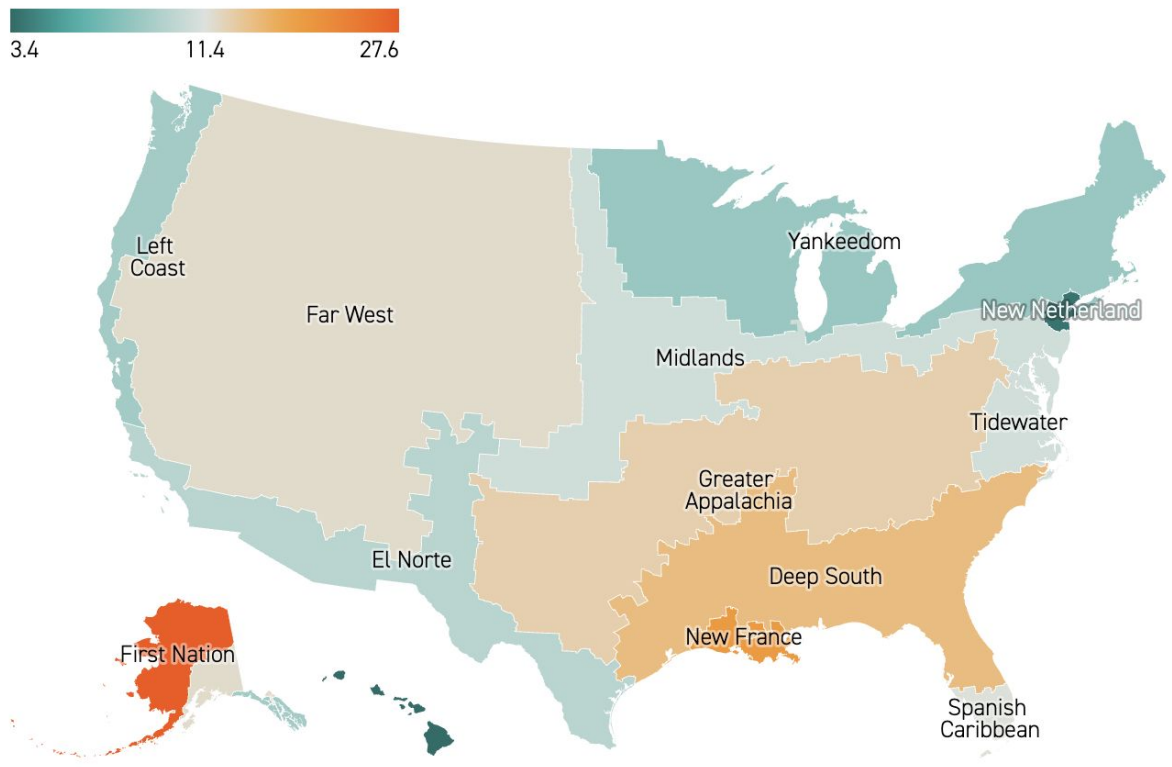 3.4 11.4 27.6
Left
Coast
Far West
Yankeedom
New Netherland
Midlands
Tidewater
Greater
Appalachia
El Norte
Deep South
New France
First Nation
Spanish
Caribbean